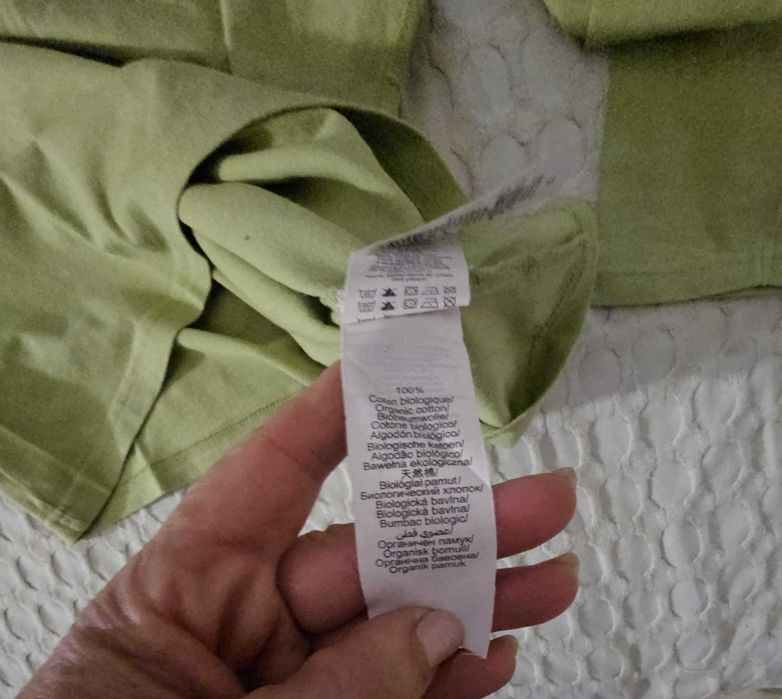 100%
Coton biologique/
Organic cotton/
Biobaumwolle/
Cotone biologico/
Algodón biológico/
Biologische katoen/
Algodão biológico/
Bawełna ekologiczna/
天然棉/
Biológiai pamut/
Биологический хлопок/
Biologická bavlna/
Biologická bavlna/
Bumbac biologic/
عضوي قطن/
Органичен памук/
Organisk bomull/
Органічна бавовна/
Organik pamuk